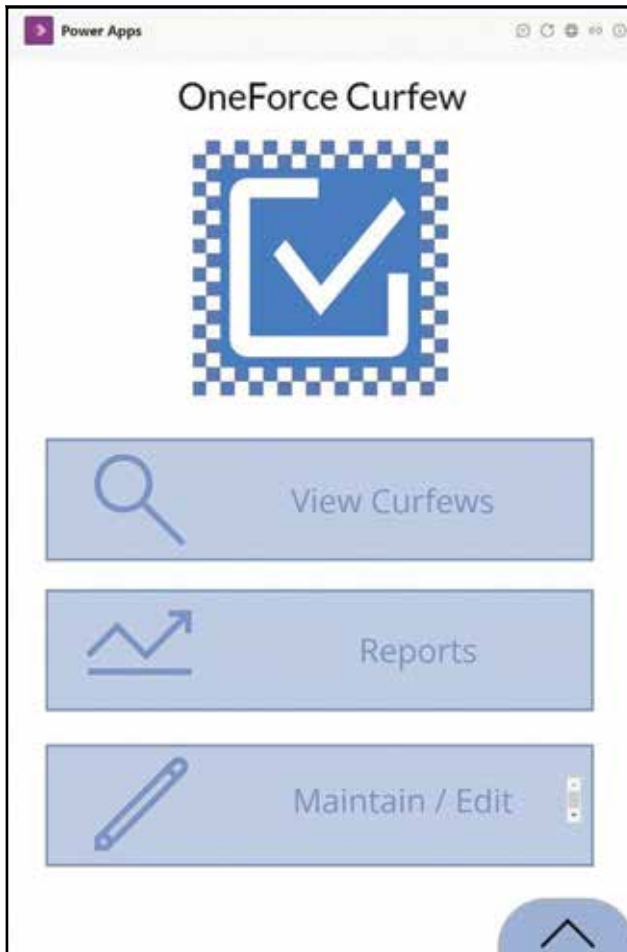 Power Apps
OneForce Curfew
View Curfews
Reports
Maintain / Edit